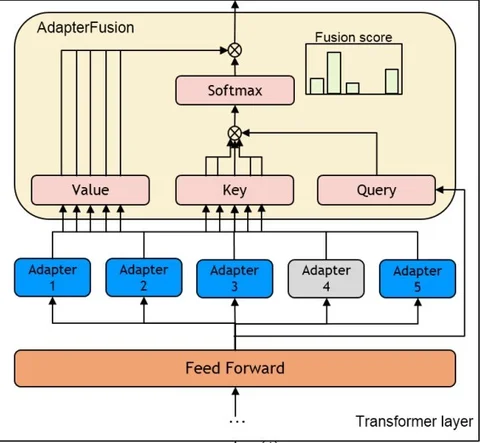 AdapterFusion
Fusion score
Softmax
Value
Key
Query
Adapter
1
Adapter
2
Adapter
3
Adapter
4
Adapter
5
Feed Forward
...
Transformer layer